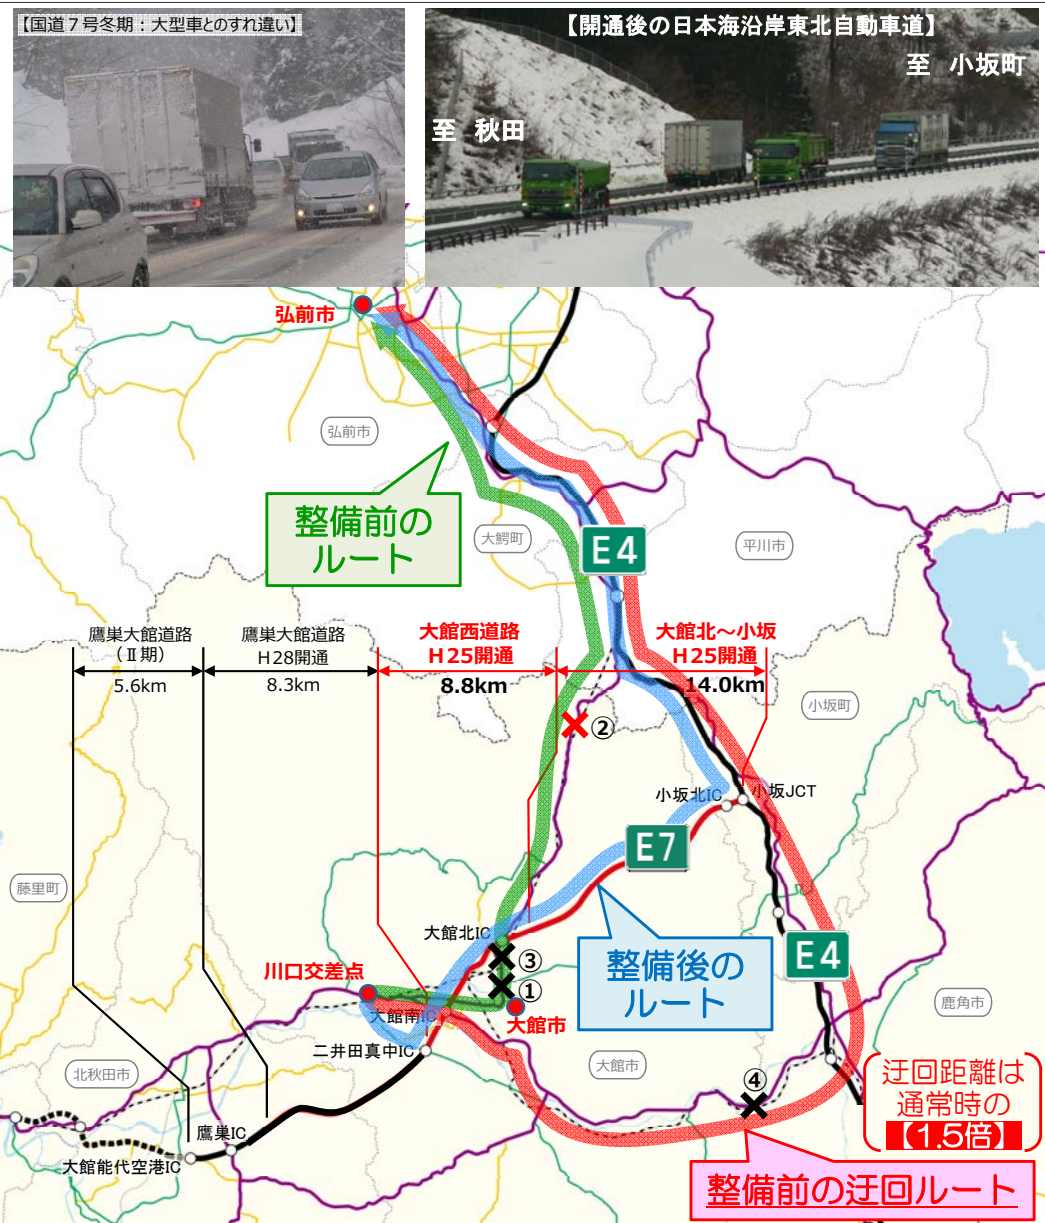 【国道７号冬期：大型車とのすれ違い】
【開通後の日本海沿岸東北自動車道】
至　小坂町
至　秋田
弘前市
弘前市
整備前の
ルート
大鰐町
E4
平川市
鷹巣大館道路
（Ⅱ期）
5.6km
鷹巣大館道路
Ｈ28開通
8.3km
大館西道路
Ｈ25開通
8.8km
大館北～小坂
Ｈ25開通
14.0km
小坂町
②
小坂北IC
小坂JCT
E7
藤里町
大館北IC
③
整備後の
ルート
E4
川口交差点
①
大館南IC
大館市
鹿角市
二井田真中IC
大館市
北秋田市
④
迂回距離は
通常時の
【1.5倍】
鷹巣IC
大館能代空港IC
整備前の迂回ルート